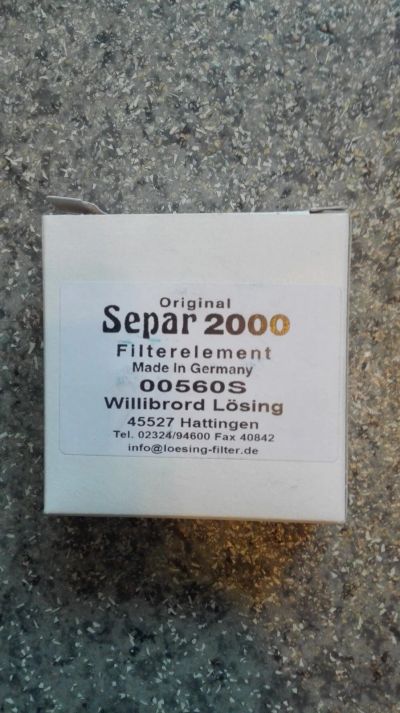 Original
Separ 2000
Filterelement
Made In Germany
00560S
Willibrord Lösing
45527 Hattingen
Tel. 02324/94600 Fax 40842
info@loesing-filter.de